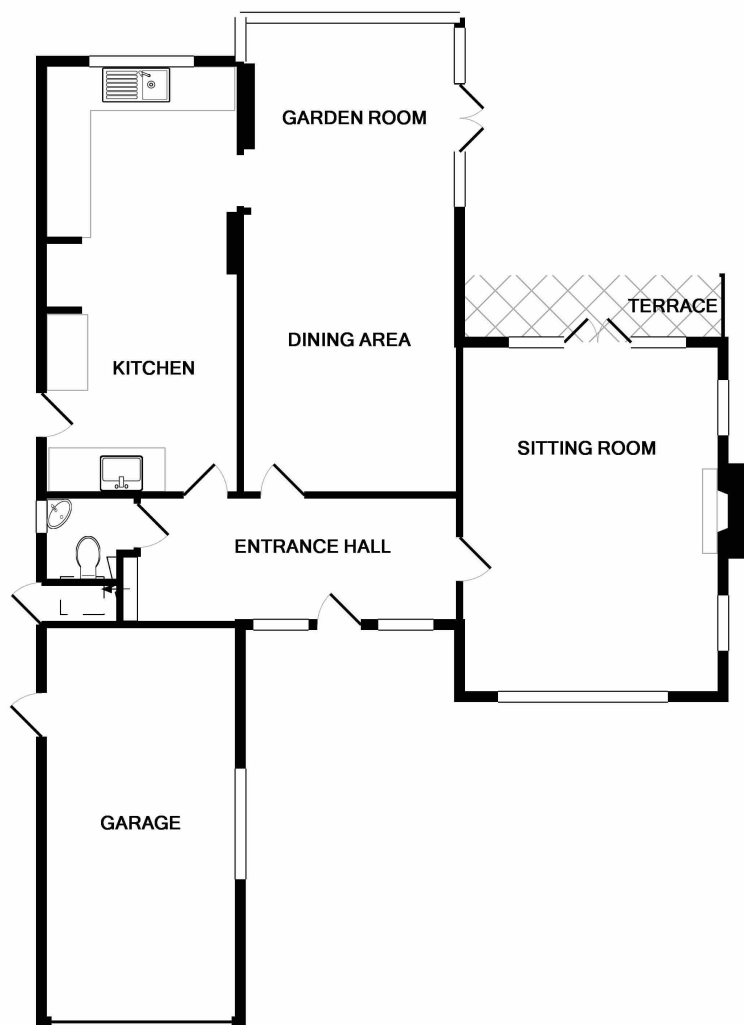 GARDEN ROOM
TERRACE
DINING AREA
KITCHEN
SITTING ROOM
ENTRANCE HALL
GARAGE